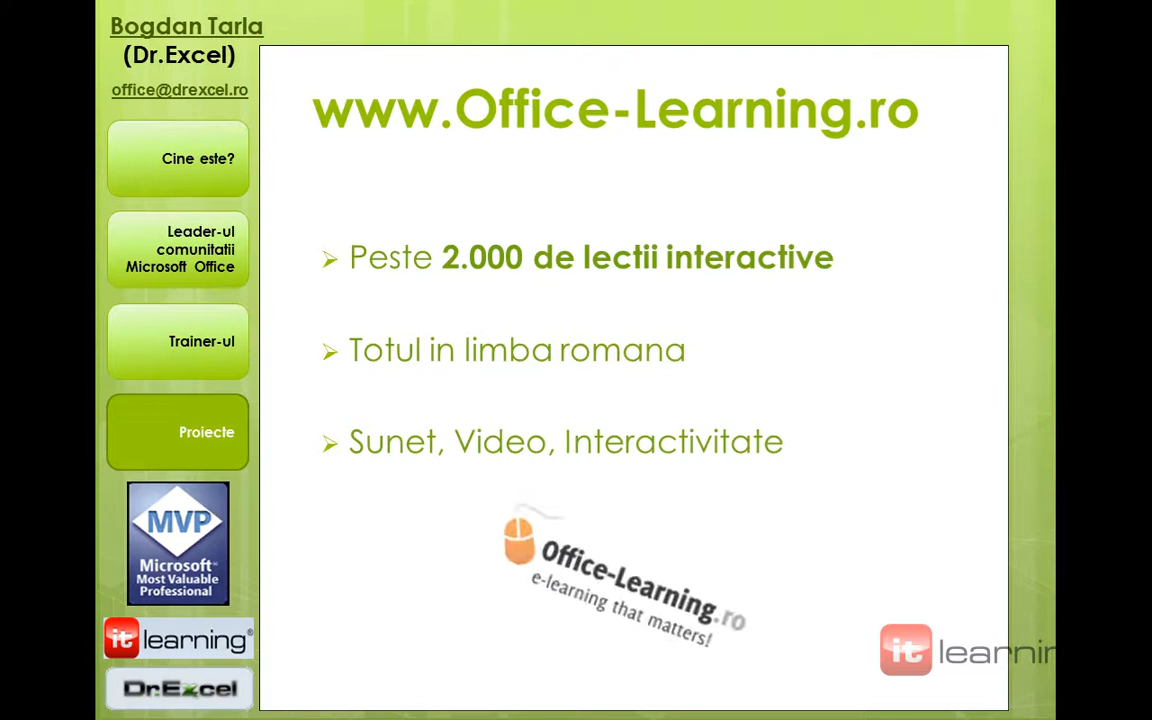 Bogdan Tarla
(Dr.Excel)
office@drexcel.ro
Cine este?
Leader-ul
comunitatii
Microsoft Office
Trainer-ul
Proiecte
MVP
Microsoft
Most Valuable
Professional
it learning®
Dr.Excel
www.Office-Learning.ro
Peste 2.000 de lectii interactive
Totul in limba romana
Sunet, Video, Interactivitate
Office-Learning.ro
e-learning that matters!
it learnin